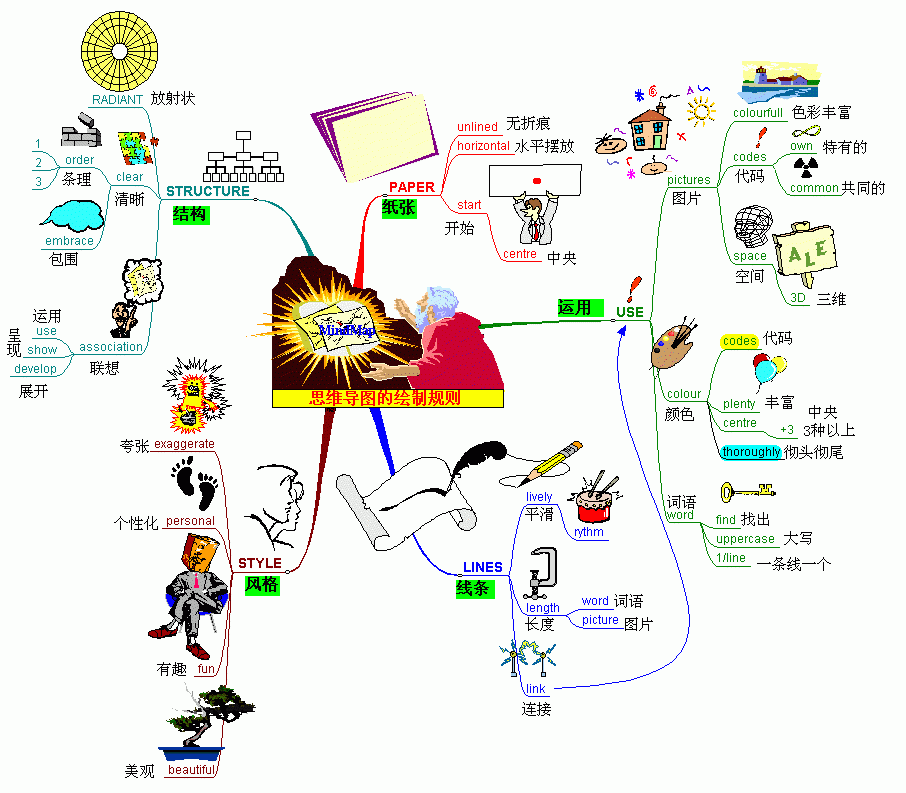 MindMap
思维导图的绘制规则
PAPER
纸张
unlined 无折痕
horizontal 水平摆放
start
开始
centre 中央
运用 USE
pictures
图片
colourfull 色彩丰富
codes
代码
own 特有的
common 共同的
space
空间
ALE
3D 三维
colour
颜色
codes 代码
plenty 丰富
centre 中央
+3 3种以上
thoroughly 彻头彻尾
词语
word
find 找出
uppercase 大写
1/line 一条线一个
LINES
线条
lively
平滑
rythm
length
长度
word 词语
picture 图片
link
连接
STYLE
风格
夸张 exaggerate
个性化 personal
有趣 fun
美观 beautiful
STRUCTURE
结构
RADIANT 放射状
clear
清晰
order
条理
1
2
3
embrace
包围
association
联想
运用
use
呈现 show
develop
展开